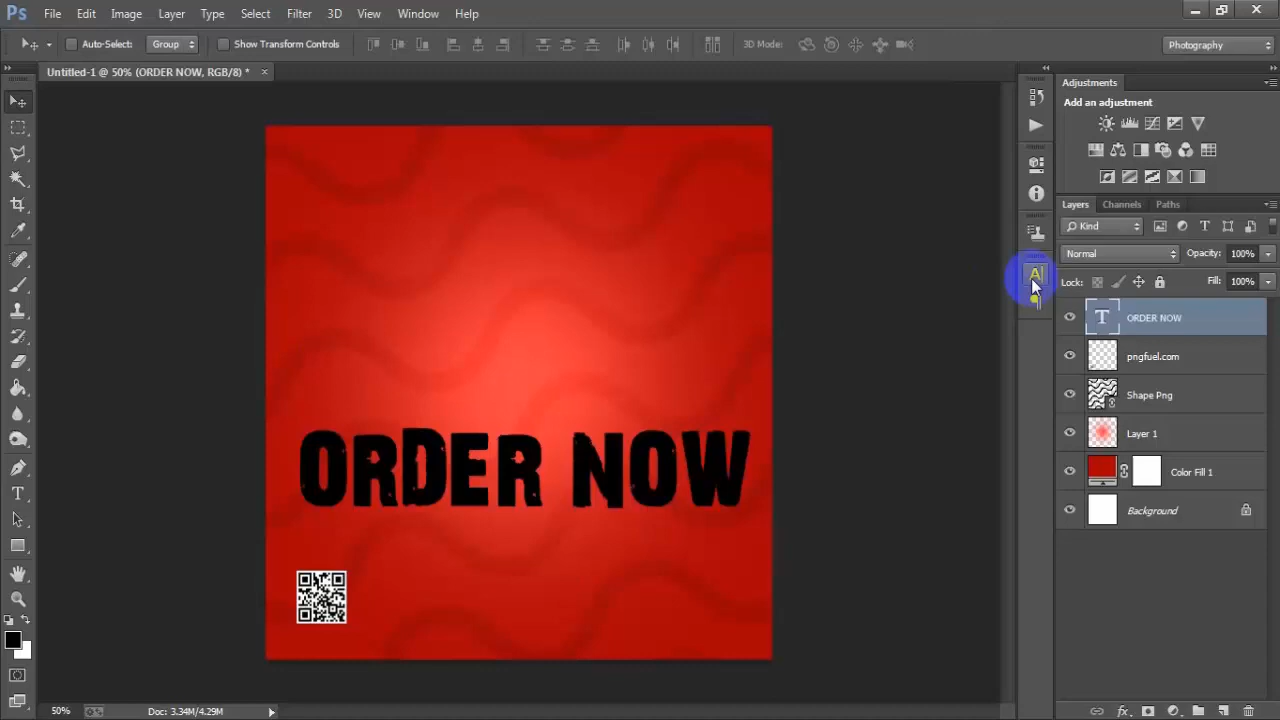 Ps File Edit Image Layer Type Select Filter 3D View Window Help
Auto-Select: Group Show Transform Controls 3D Mode: Photography
Untitled-1 @ 50% (ORDER NOW, RGB/8) * ×
Adjustments
Add an adjustment
Layers Channels Paths
Kind
Normal Opacity: 100%
Lock: Fill: 100%
ORDER NOW
pngfuel.com
Shape Png
Layer 1
Color Fill 1
Background
ORDER NOW
50% Doc: 3.34M/4.29M